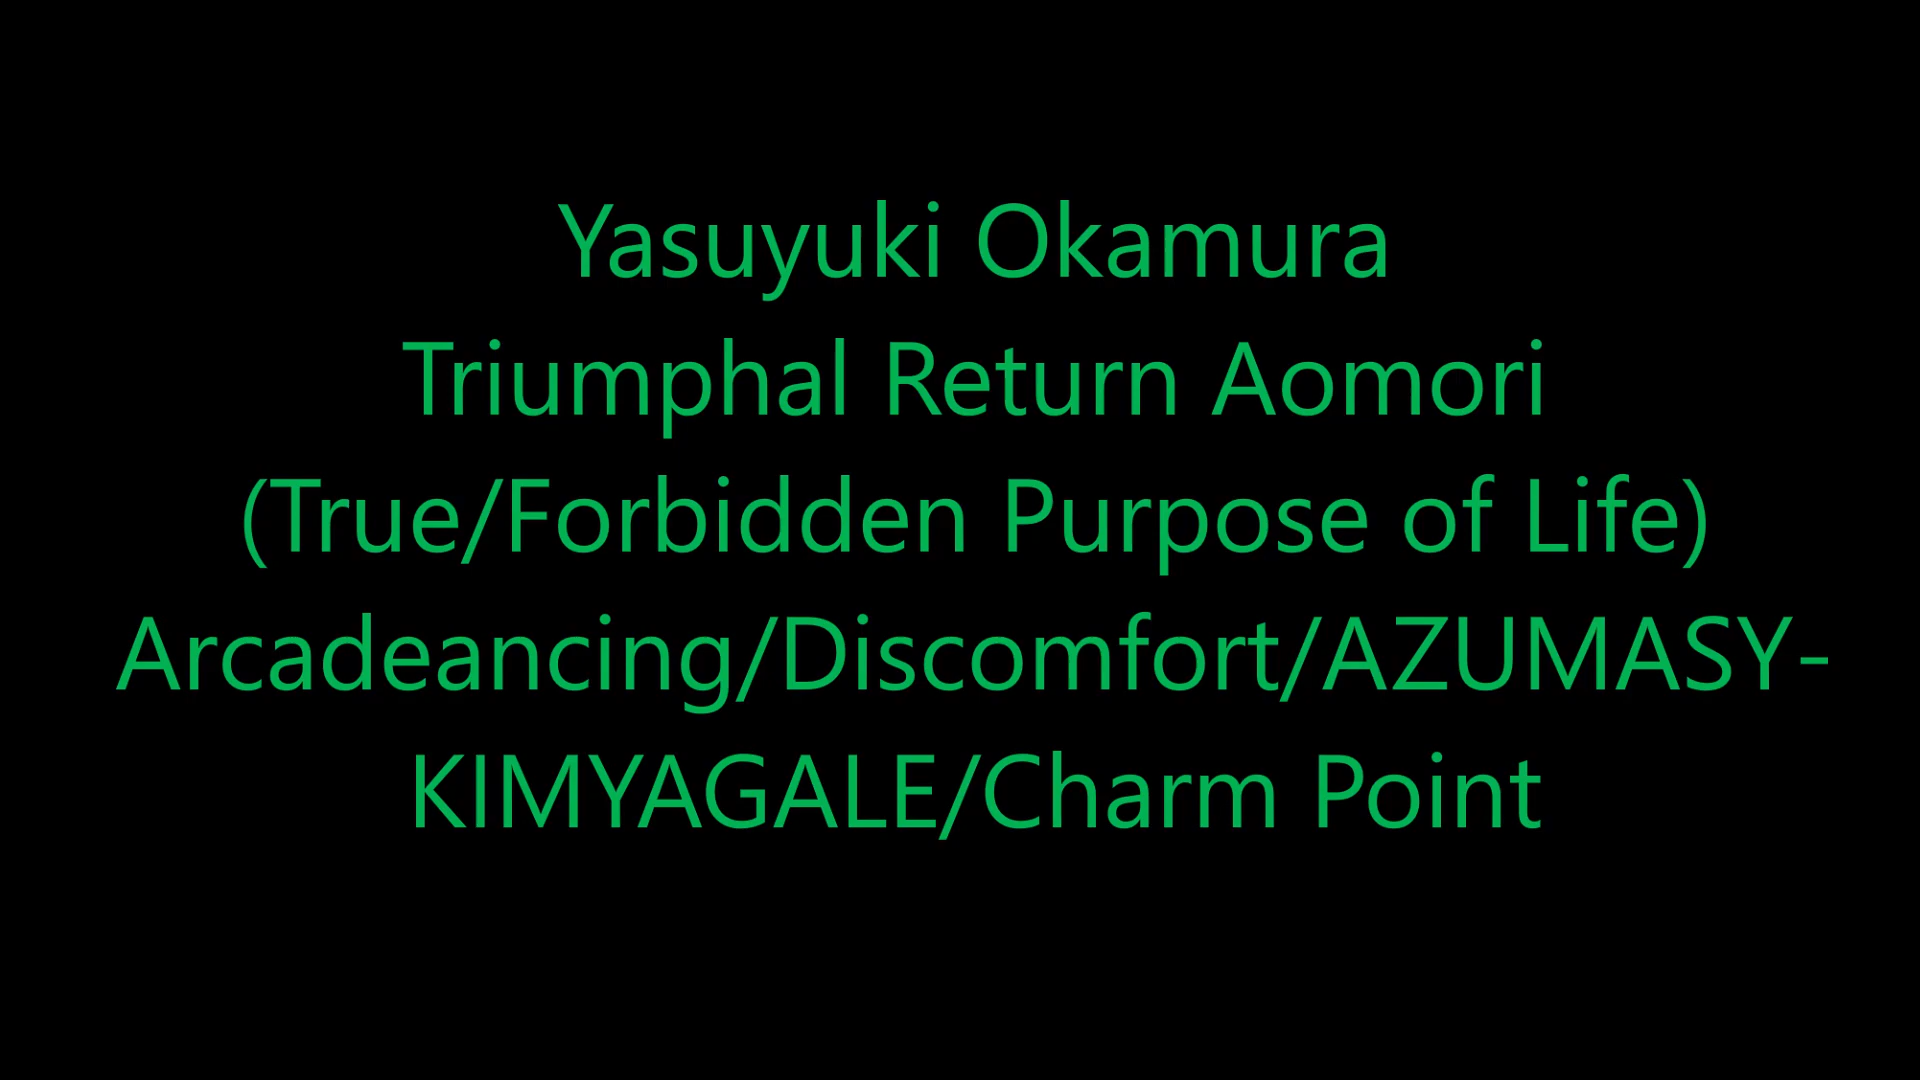 Yasuyuki Okamura
Triumphal Return Aomori
(True/Forbidden Purpose of Life)
Arcadeancing/Discomfort/AZUMASY-
KIMYAGALE/Charm Point